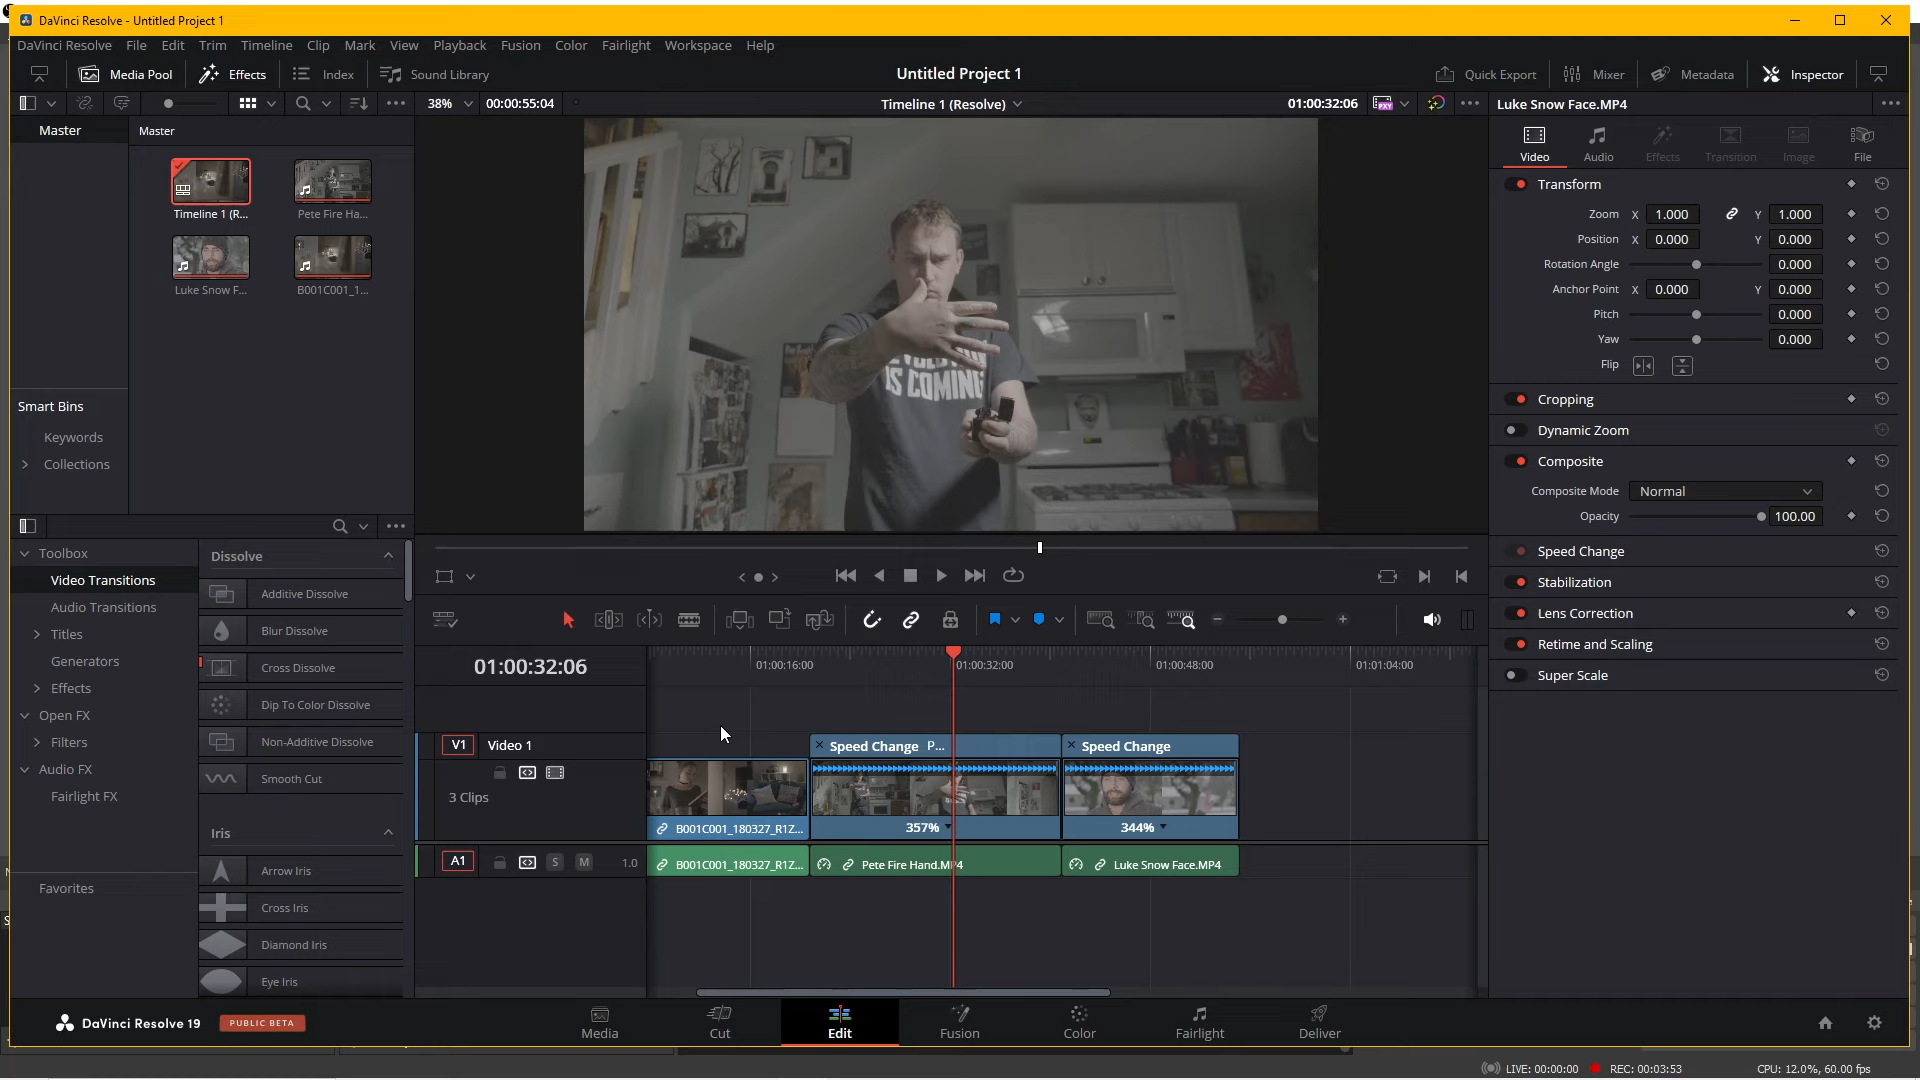 DaVinci Resolve - Untitled Project 1
DaVinci Resolve File Edit Trim Timeline Clip Mark View Playback Fusion Color Fairlight Workspace Help
Media Pool Effects Index Sound Library Untitled Project 1 Quick Export Mixer Metadata Inspector
38% 00:00:55:04 Timeline 1 (Resolve) 01:00:32:06 PXY Luke Snow Face.MP4
Master Master
Timeline 1 (R... Pete Fire Ha...
Luke Snow F... B001C001_1...
Smart Bins
Keywords
Collections
REVOLUTION
IS COMING
Video Audio Effects Transition Image File
Transform
Zoom X 1.000 Y 1.000
Position X 0.000 Y 0.000
Rotation Angle 0.000
Anchor Point X 0.000 Y 0.000
Pitch 0.000
Yaw 0.000
Flip
Cropping
Dynamic Zoom
Composite
Composite Mode Normal
Opacity 100.00
Speed Change
Stabilization
Lens Correction
Retime and Scaling
Super Scale
Toolbox
Video Transitions
Audio Transitions
Titles
Generators
Effects
Open FX
Filters
Audio FX
Fairlight FX
Favorites
Dissolve
Additive Dissolve
Blur Dissolve
Cross Dissolve
Dip To Color Dissolve
Non-Additive Dissolve
Smooth Cut
Iris
Arrow Iris
Cross Iris
Diamond Iris
Eye Iris
01:00:32:06 01:00:16:00 01:00:32:00 01:00:48:00 01:01:04:00
V1 Video 1 Speed Change P... Speed Change
3 Clips
B001C001_180327_R1Z... 357% 344%
A1 S M 1.0 B001C001_180327_R1Z... Pete Fire Hand.MP4 Luke Snow Face.MP4
DaVinci Resolve 19 PUBLIC BETA Media Cut Edit Fusion Color Fairlight Deliver
LIVE: 00:00:00 REC: 00:03:53 CPU: 12.0%, 60.00 fps